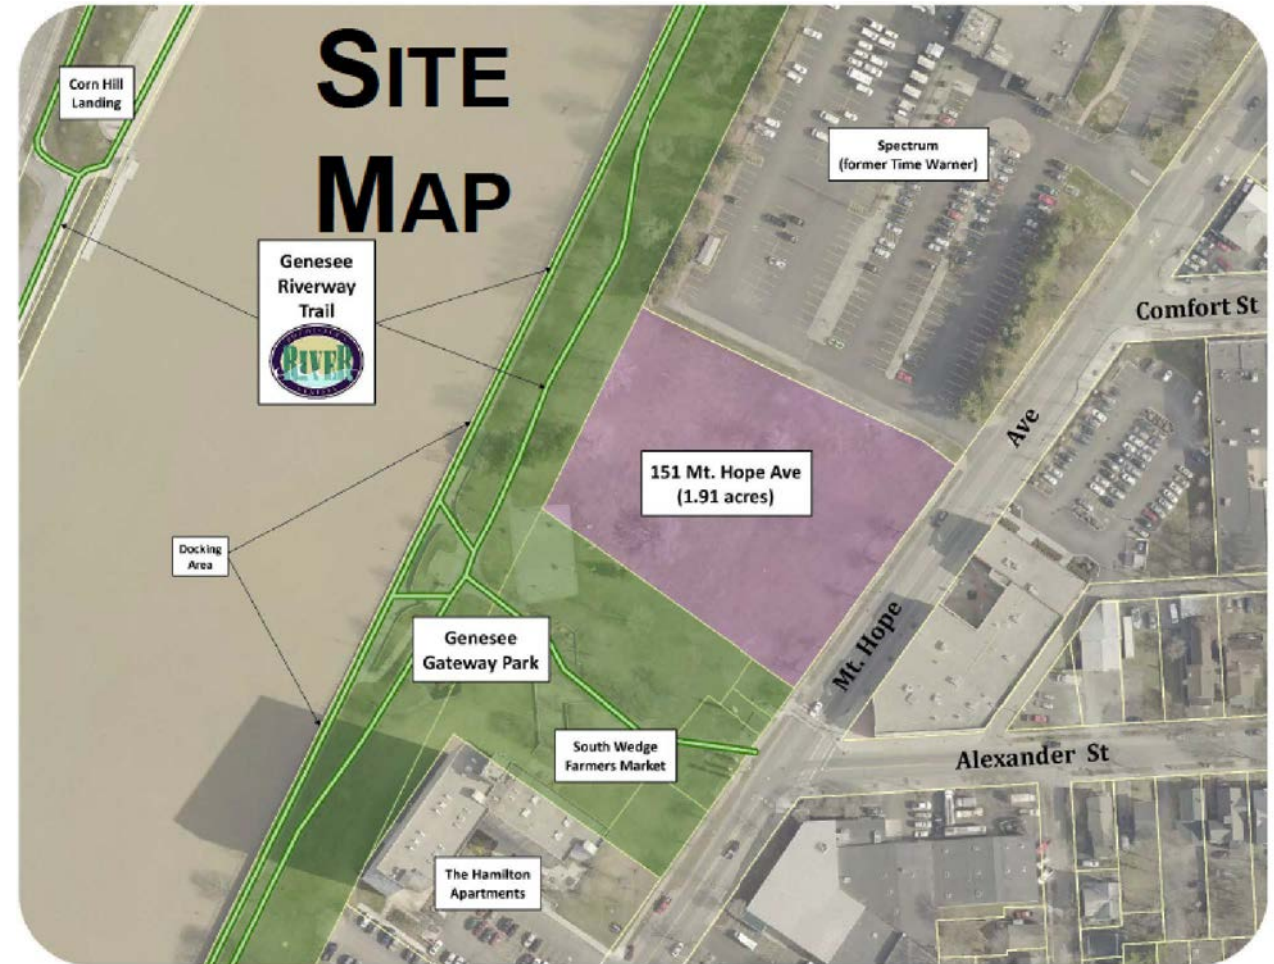 SITE
MAP
Corn Hill
Landing
Spectrum
(former Time Warner)
Genesee
Riverway
Trail
RIVER
Comfort St
Ave
151 Mt. Hope Ave
(1.91 acres)
Docking
Area
Genesee
Gateway Park
Mt. Hope
South Wedge
Farmers Market
Alexander St
The Hamilton
Apartments